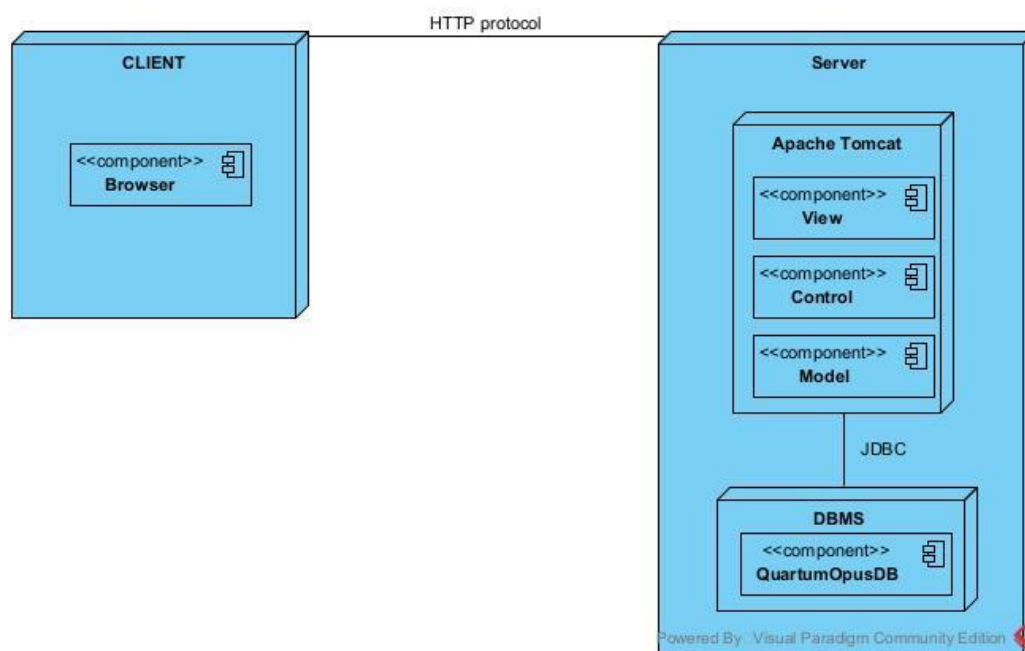 HTTP protocol
CLIENT
<<component>>
Browser
Server
Apache Tomcat
<<component>>
View
<<component>>
Control
<<component>>
Model
JDBC
DBMS
<<component>>
QuartumOpusDB
Powered By: Visual Paradigm Community Edition